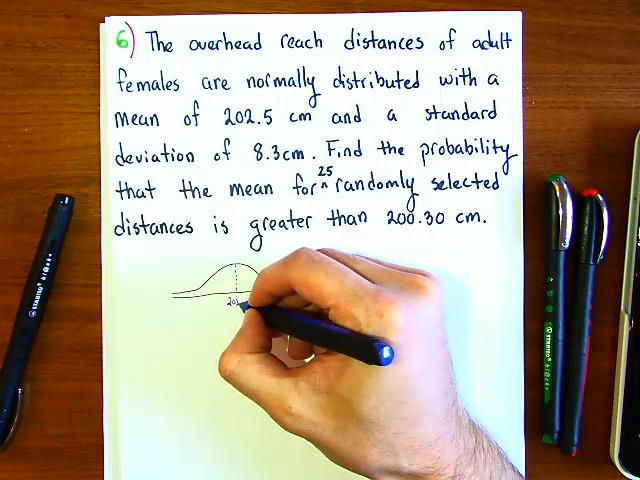 6) The overhead reach distances of adult
females are normally distributed with a
mean of 202.5 cm and a standard
deviation of 8.3cm. Find the probability
that the mean for ^25 randomly selected
distances is greater than 200.30 cm.
STABILO
STABILO